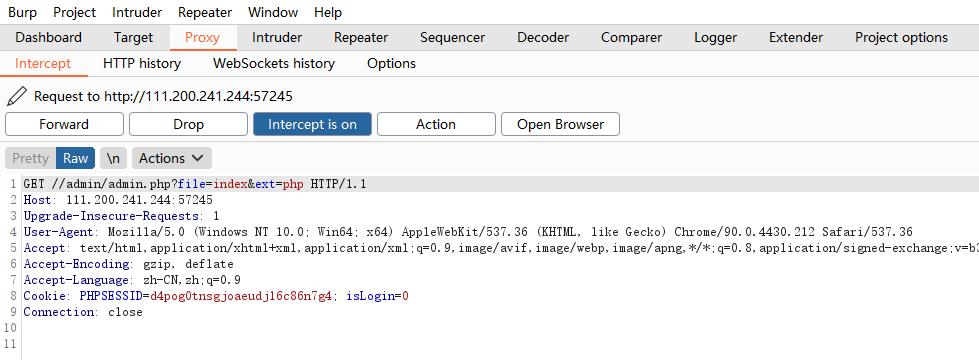 Burp Project Intruder Repeater Window Help
Dashboard Target Proxy Intruder Repeater Sequencer Decoder Comparer Logger Extender Project options
Intercept HTTP history WebSockets history Options
Request to http://111.200.241.244:57245
Forward Drop Intercept is on Action Open Browser
Pretty Raw \n Actions
1 GET //admin/admin.php?file=index&ext=php HTTP/1.1
2 Host: 111.200.241.244:57245
3 Upgrade-Insecure-Requests: 1
4 User-Agent: Mozilla/5.0 (Windows NT 10.0; Win64; x64) AppleWebKit/537.36 (KHTML, like Gecko) Chrome/90.0.4430.212 Safari/537.36
5 Accept: text/html,application/xhtml+xml,application/xml;q=0.9,image/avif,image/webp,image/apng,*/*;q=0.8,application/signed-exchange;v=b3
6 Accept-Encoding: gzip, deflate
7 Accept-Language: zh-CN,zh;q=0.9
8 Cookie: PHPSESSID=d4pog0tnsgjoaeudjl6c86n7g4; isLogin=0
9 Connection: close
10
11